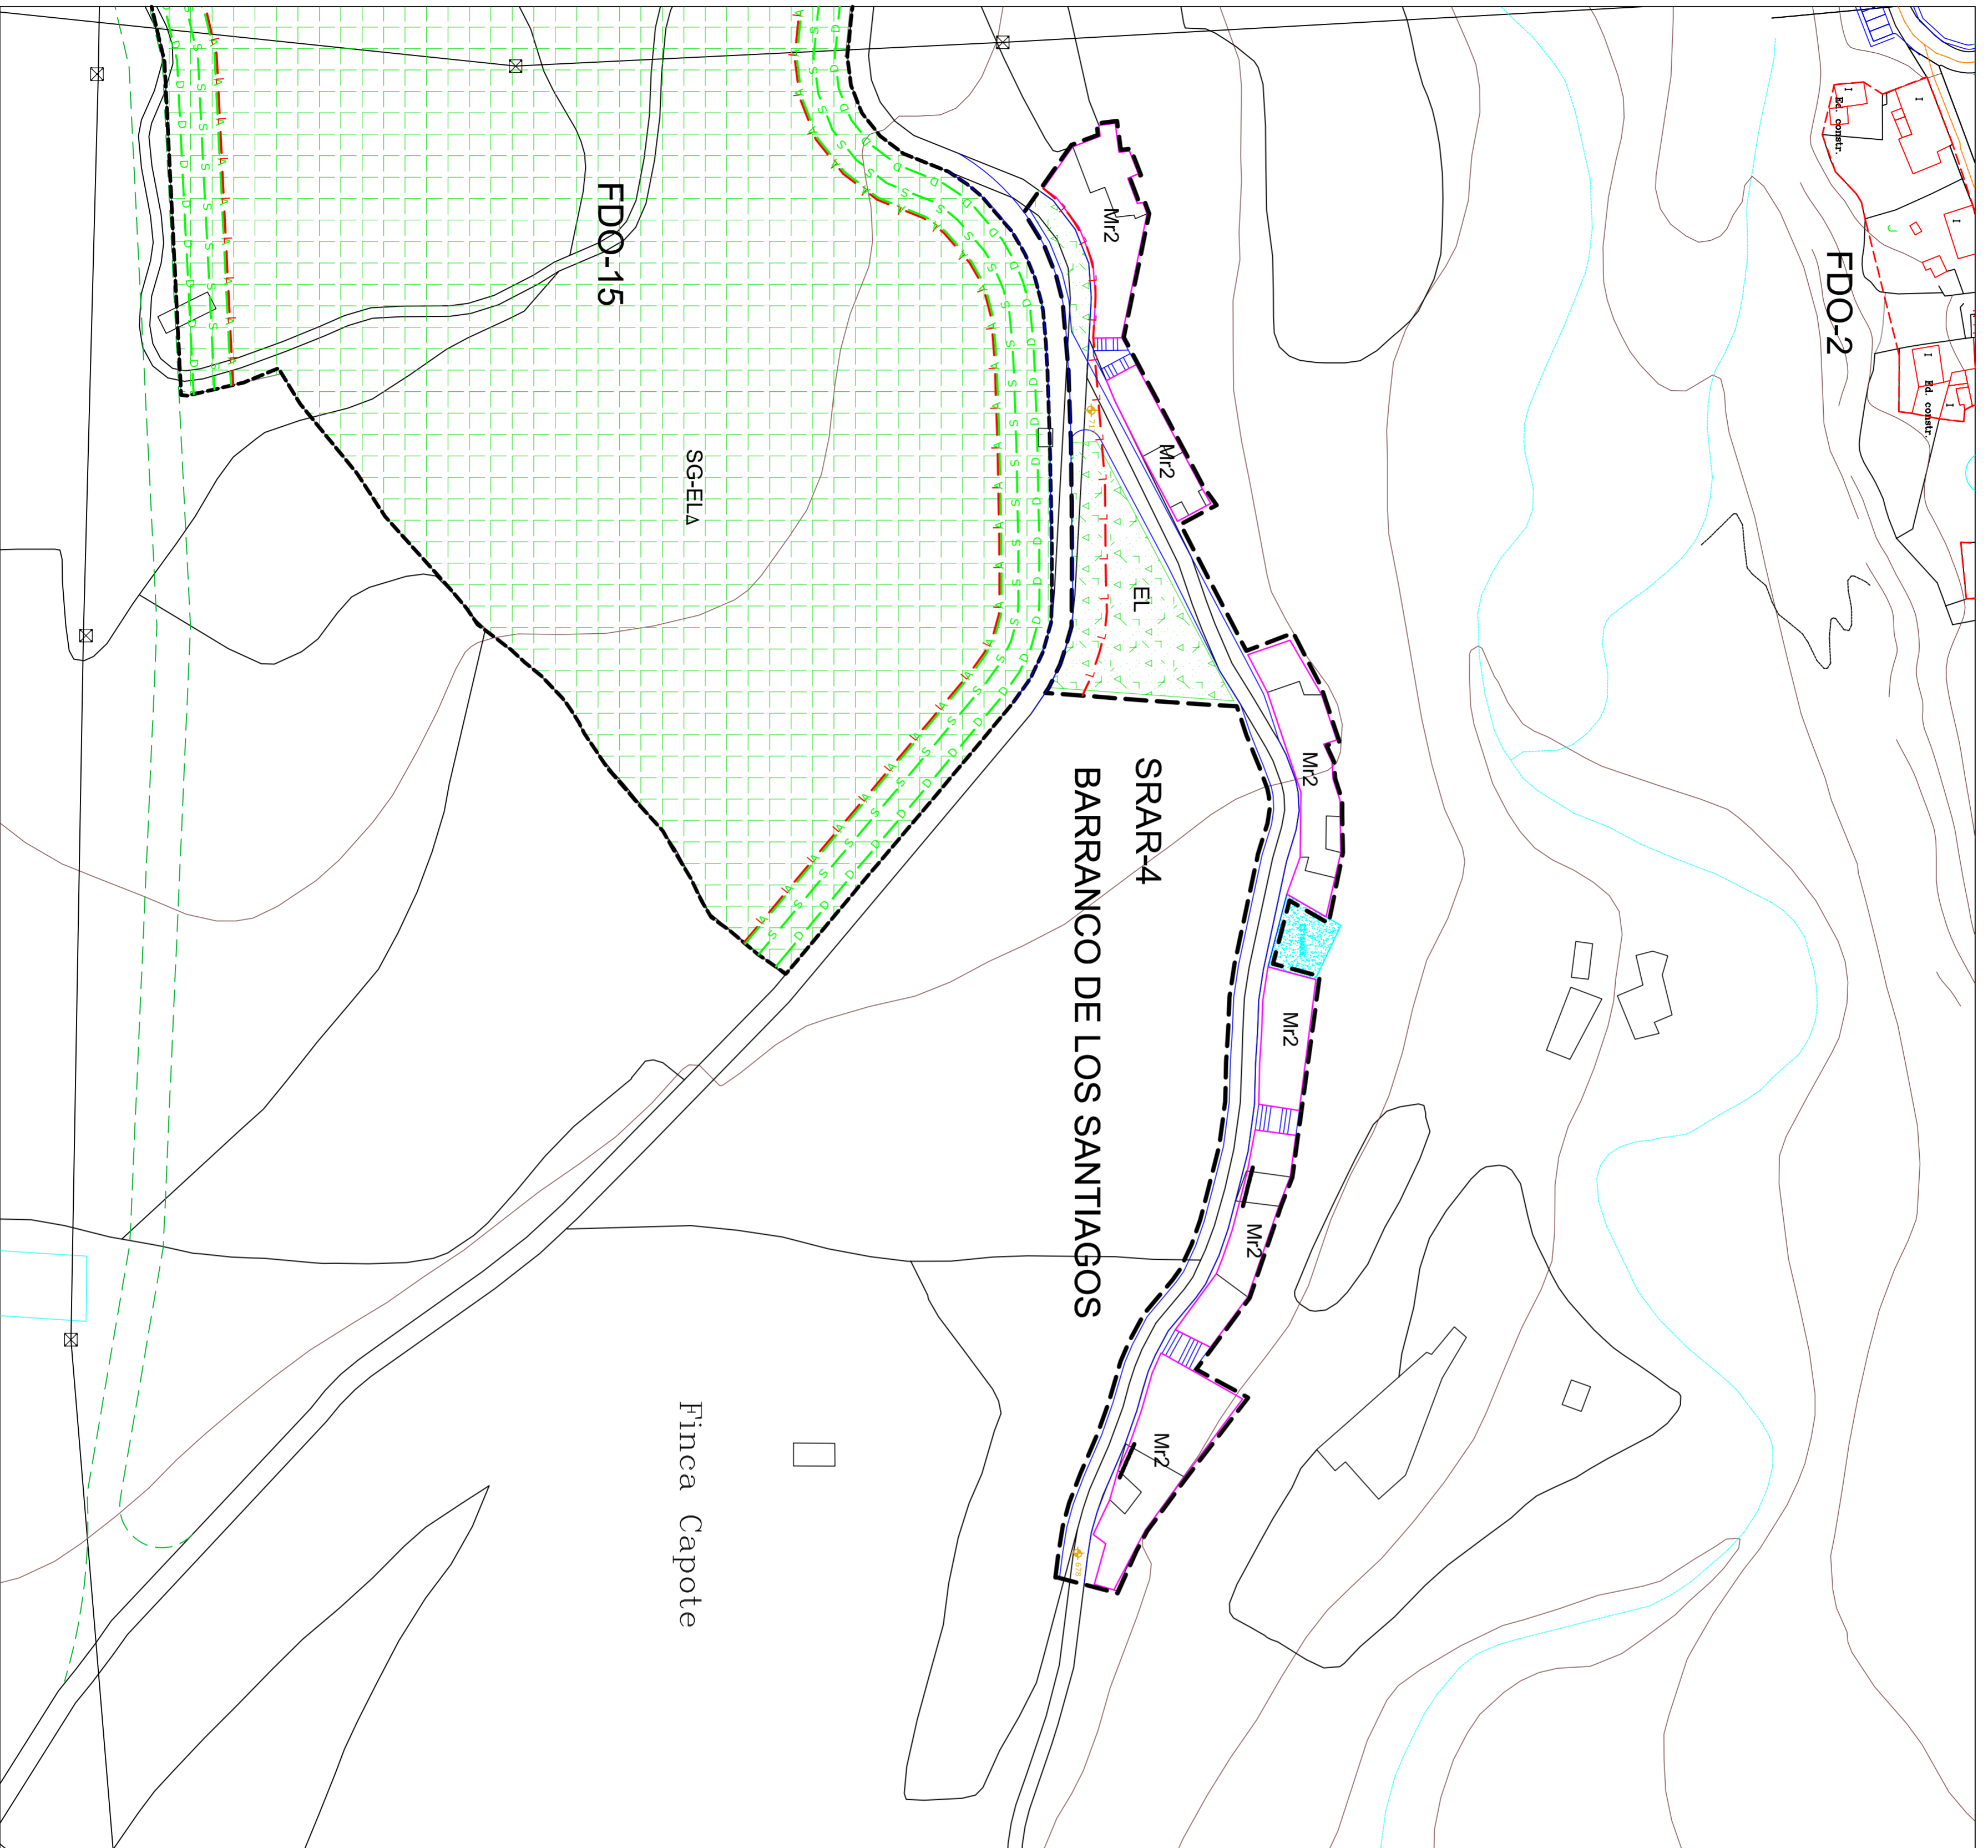 FDO-2
I
Ed. constr.
I
J
I
I
Ed. constr.
I
Mr2
Mr2
EL
Mr2
Mr2
Mr2
Mr2
678
SRAR-4
BARRANCO DE LOS SANTIAGOS
SG-EL
FDO-15
Finca Capote